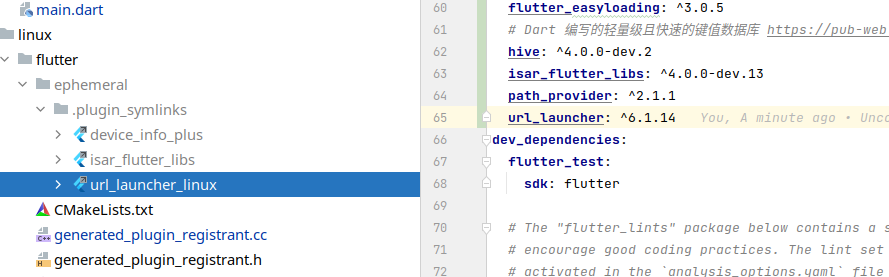 main.dart
linux
flutter
ephemeral
.plugin_symlinks
device_info_plus
isar_flutter_libs
url_launcher_linux
CMakeLists.txt
generated_plugin_registrant.cc
generated_plugin_registrant.h
60 flutter_easyloading: ^3.0.5
61 # Dart 编写的轻量级且快速的键值数据库 https://pub-web
62 hive: ^4.0.0-dev.2
63 isar_flutter_libs: ^4.0.0-dev.13
64 path_provider: ^2.1.1
65 url_launcher: ^6.1.14 You, A minute ago • Unco
66 dev_dependencies:
67 flutter_test:
68 sdk: flutter
69
70 # The "flutter_lints" package below contains a s
71 # encourage good coding practices. The lint set
72 # activated in the `analysis_options.yaml` file